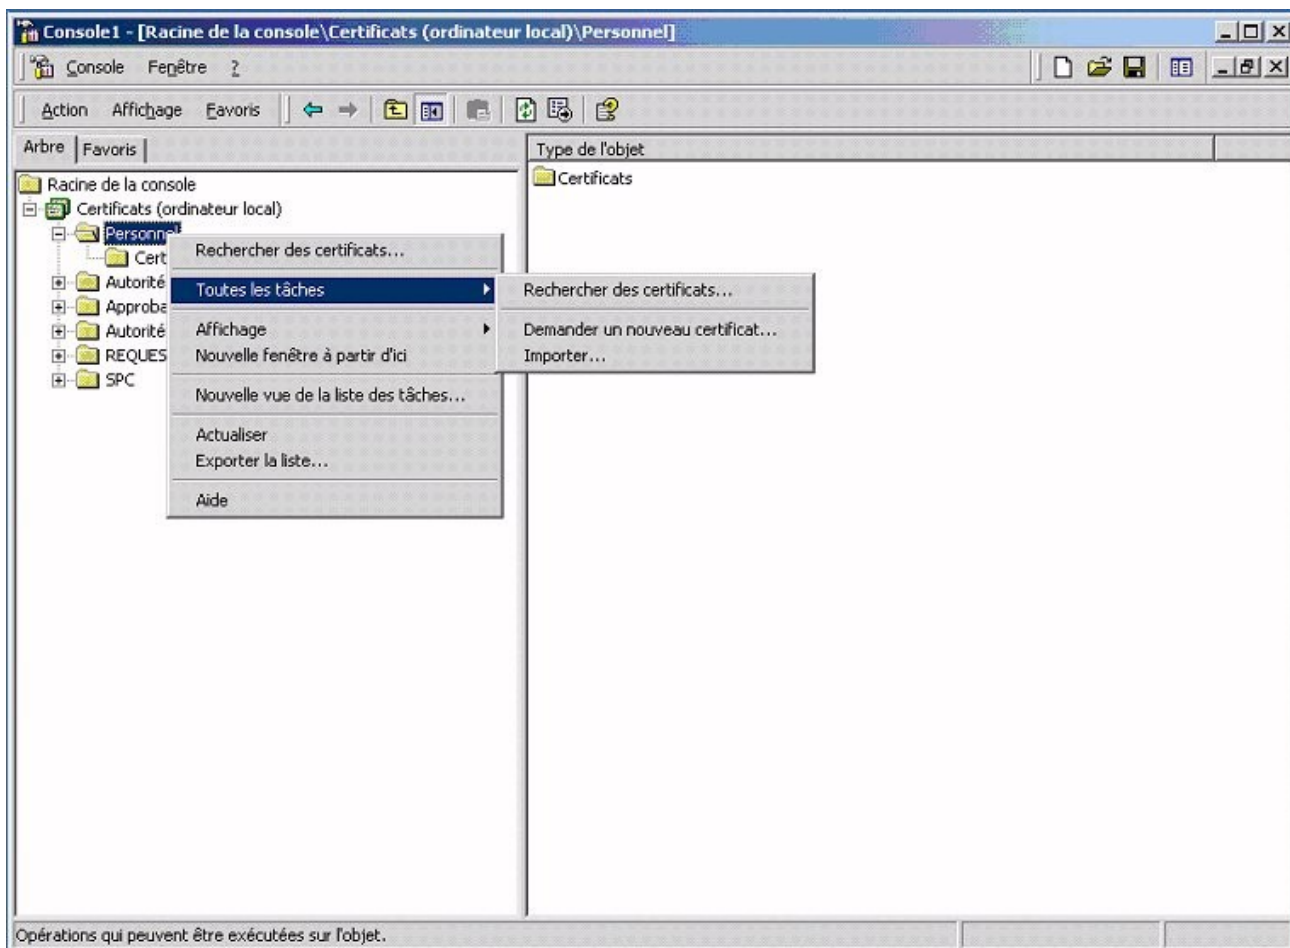 Console1 - [Racine de la console\Certificats (ordinateur local)\Personnel]
Console Fenêtre ?
Action Affichage Favoris
Arbre Favoris
Type de l'objet
Racine de la console
Certificats
Certificats (ordinateur local)
Personnel
Cert
Autorité
Approba
Autorité
REQUES
SPC
Rechercher des certificats...
Toutes les tâches
Affichage
Nouvelle fenêtre à partir d'ici
Nouvelle vue de la liste des tâches...
Actualiser
Exporter la liste...
Aide
Rechercher des certificats...
Demander un nouveau certificat...
Importer...
Opérations qui peuvent être exécutées sur l'objet.